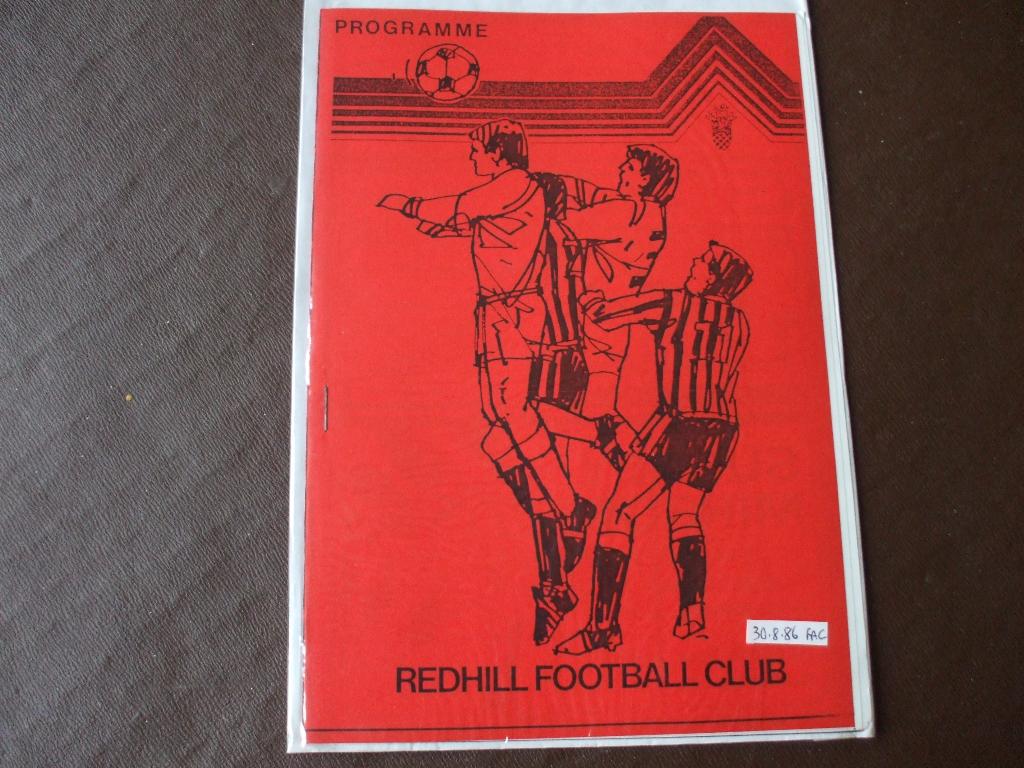 PROGRAMME
30.8.86 FAC
REDHILL FOOTBALL CLUB